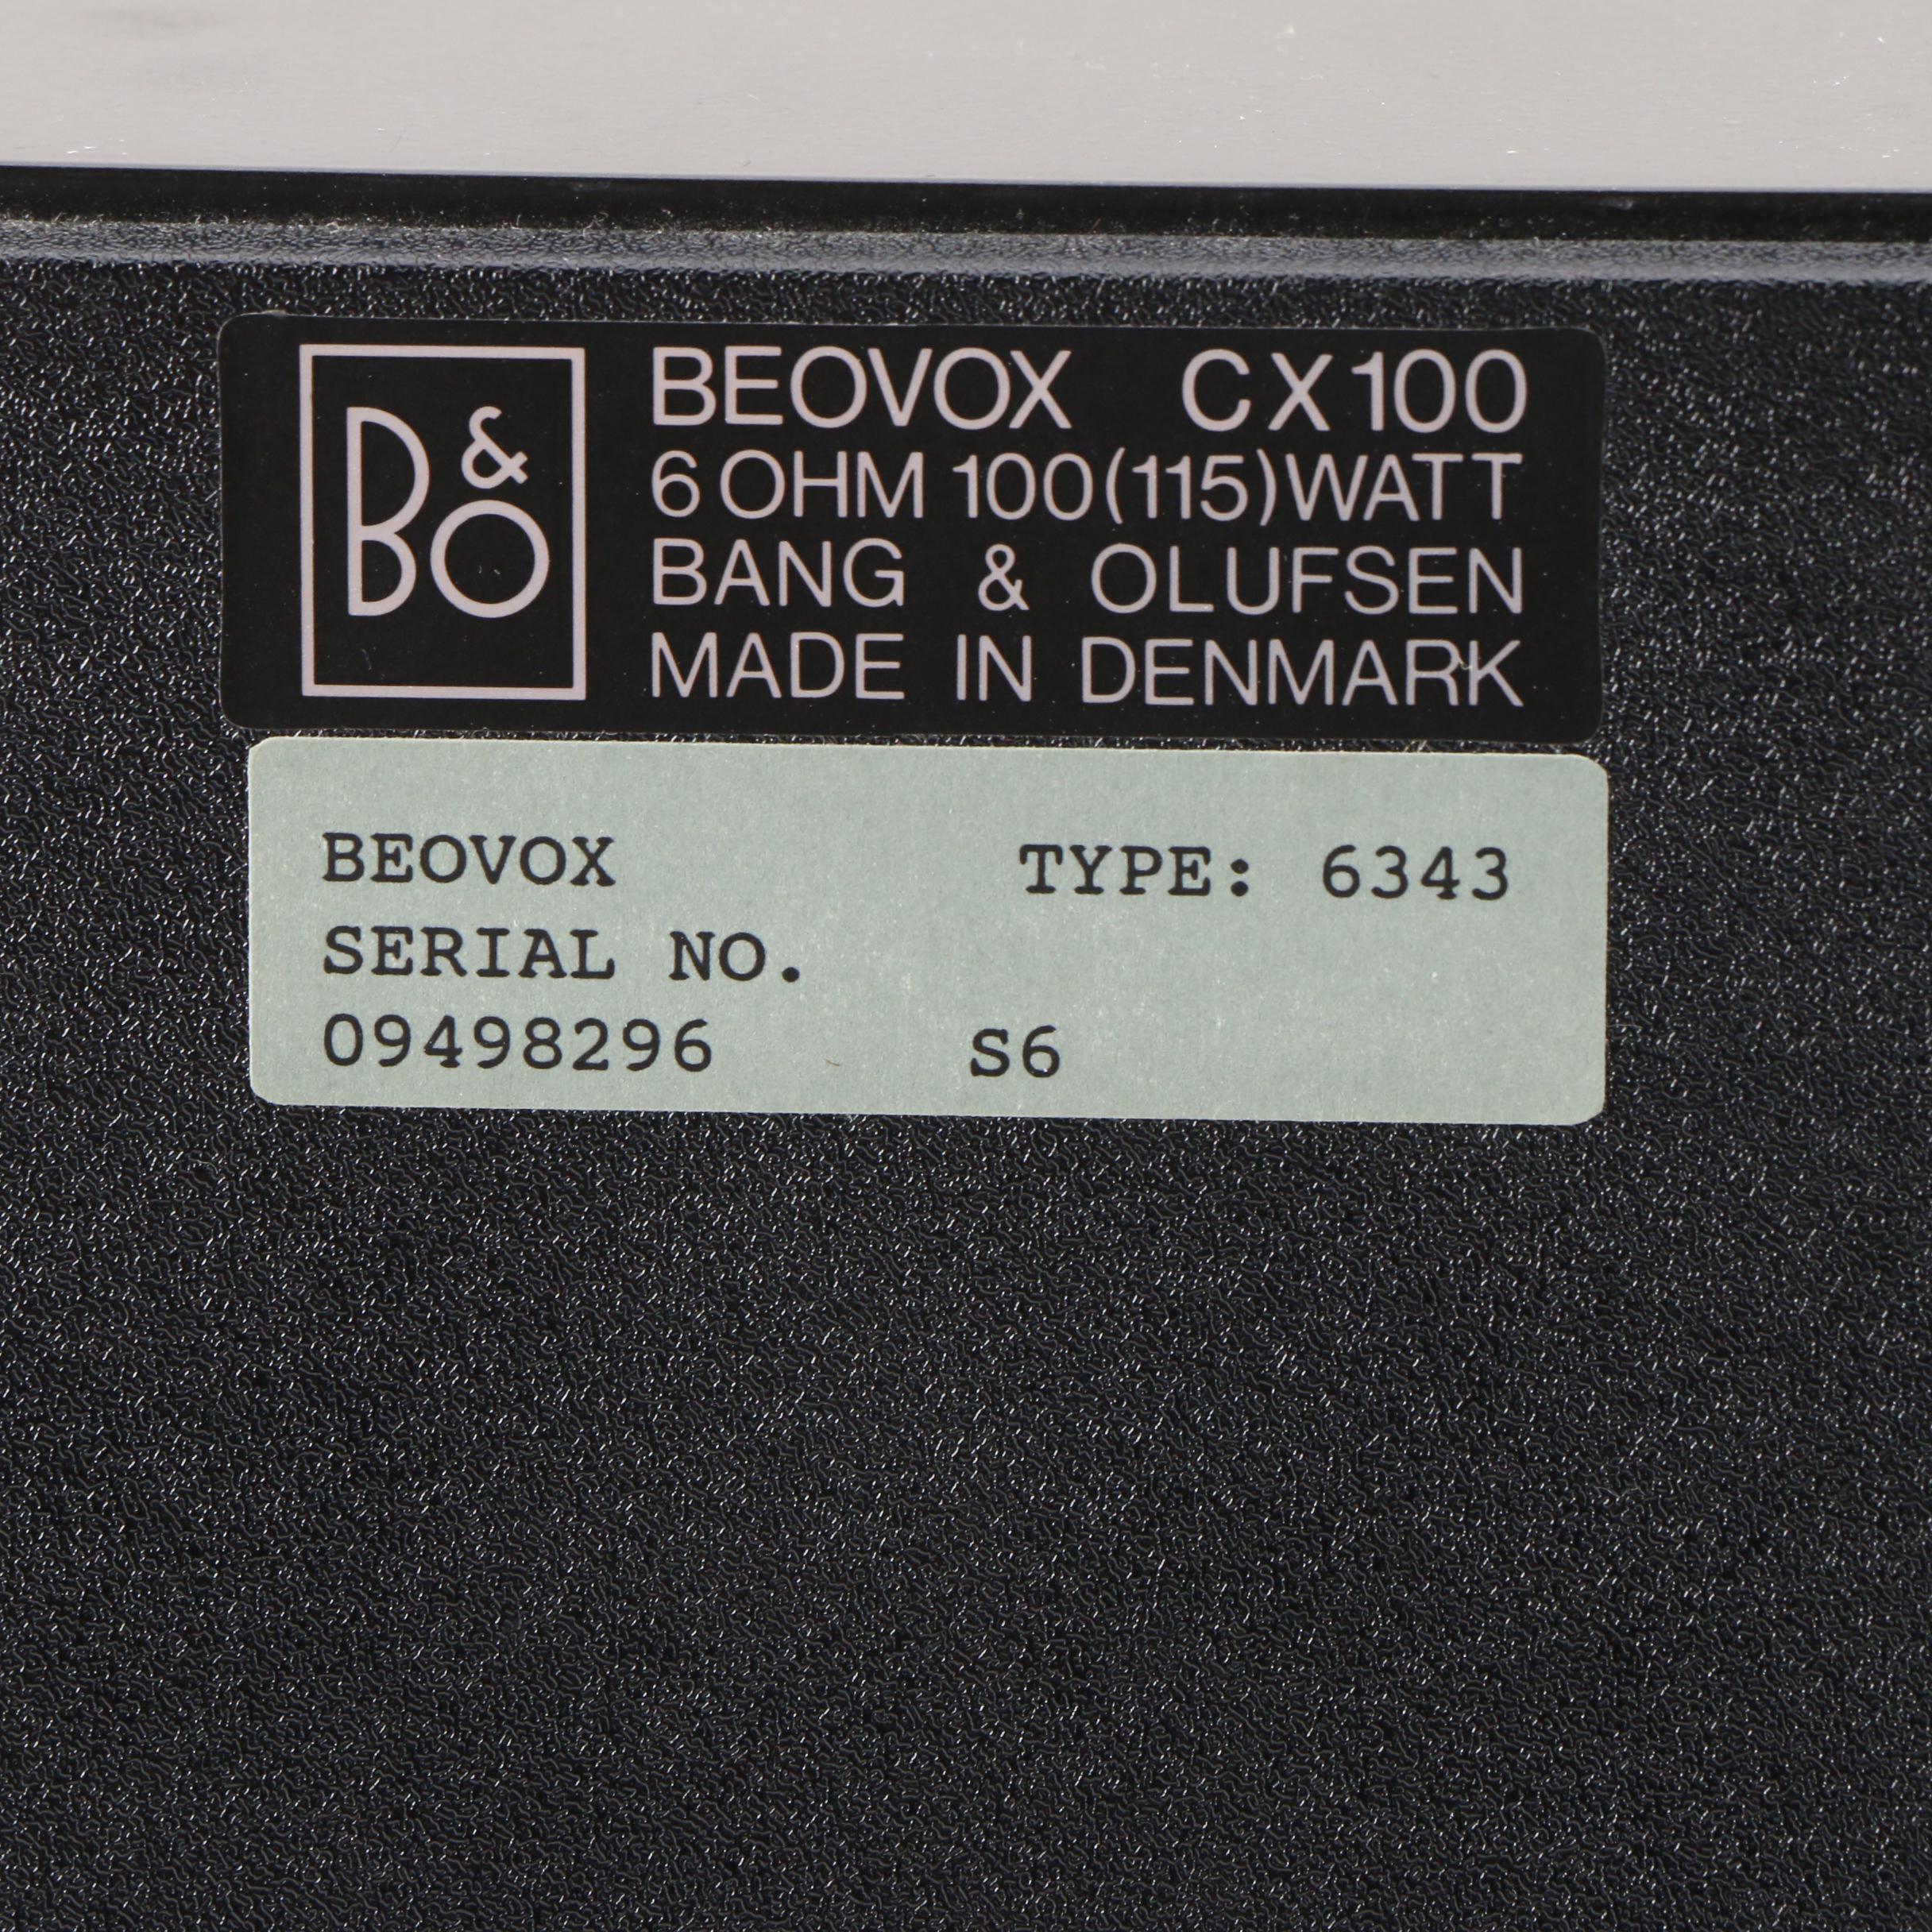 B&O
BEOVOX CX100
6 OHM 100(115)WATT
BANG & OLUFSEN
MADE IN DENMARK
BEOVOX TYPE: 6343
SERIAL NO.
09498296 S6